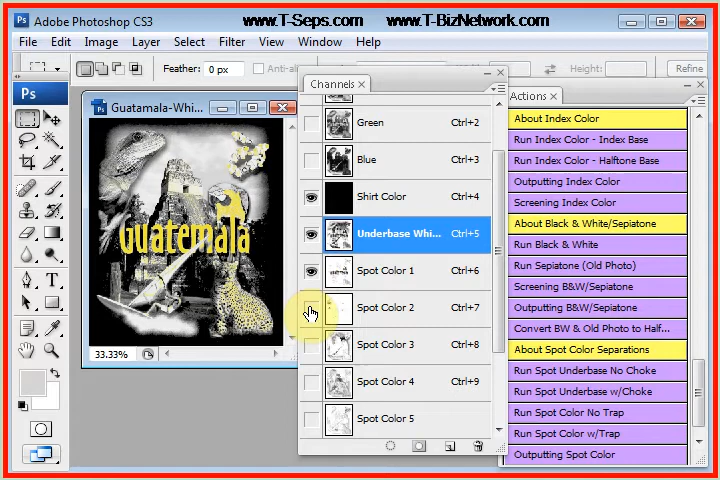 Adobe Photoshop CS3
www.T-Seps.com
www.T-BizNetwork.com
File Edit Image Layer Select Filter View Window Help
Feather: 0 px
Height:
Refine
Ps
Guatamala-Whi...
Guatemala
33.33%
Channels
Green Ctrl+2
Blue Ctrl+3
Shirt Color Ctrl+4
Underbase Whi... Ctrl+5
Spot Color 1 Ctrl+6
Spot Color 2 Ctrl+7
Spot Color 3 Ctrl+8
Spot Color 4 Ctrl+9
Spot Color 5
Actions
About Index Color
Run Index Color - Index Base
Run Index Color - Halftone Base
Outputting Index Color
Screening Index Color
About Black & White/Sepiatone
Run Black & White
Run Sepiatone (Old Photo)
Screening B&W/Sepiatone
Outputting B&W/Sepiatone
Convert BW & Old Photo to Half...
About Spot Color Separations
Run Spot Underbase No Choke
Run Spot Underbase w/Choke
Run Spot Color No Trap
Run Spot Color w/Trap
Outputting Spot Color